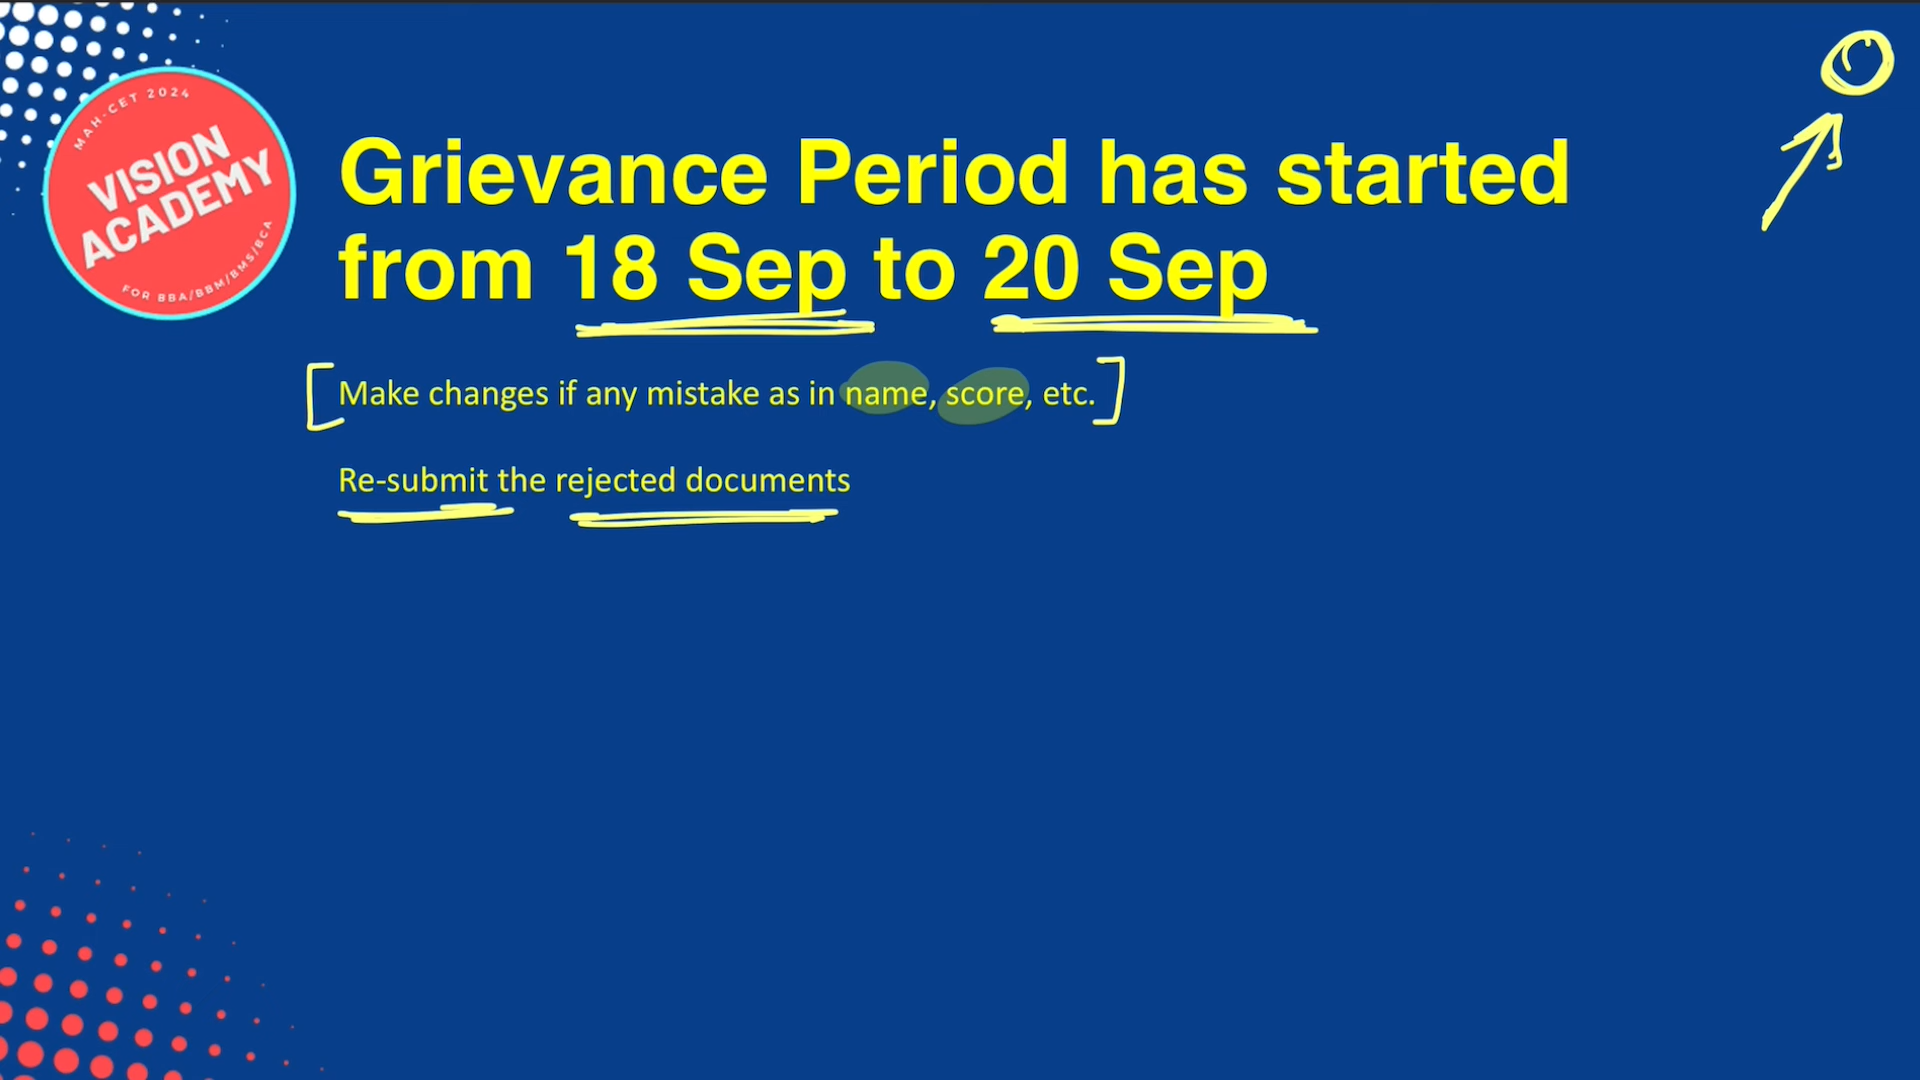 MAH-CET 2024
VISION
ACADEMY
FOR BBA/BBM/BMS/BCA
Grievance Period has started
from 18 Sep to 20 Sep
Make changes if any mistake as in name, score, etc.
Re-submit the rejected documents